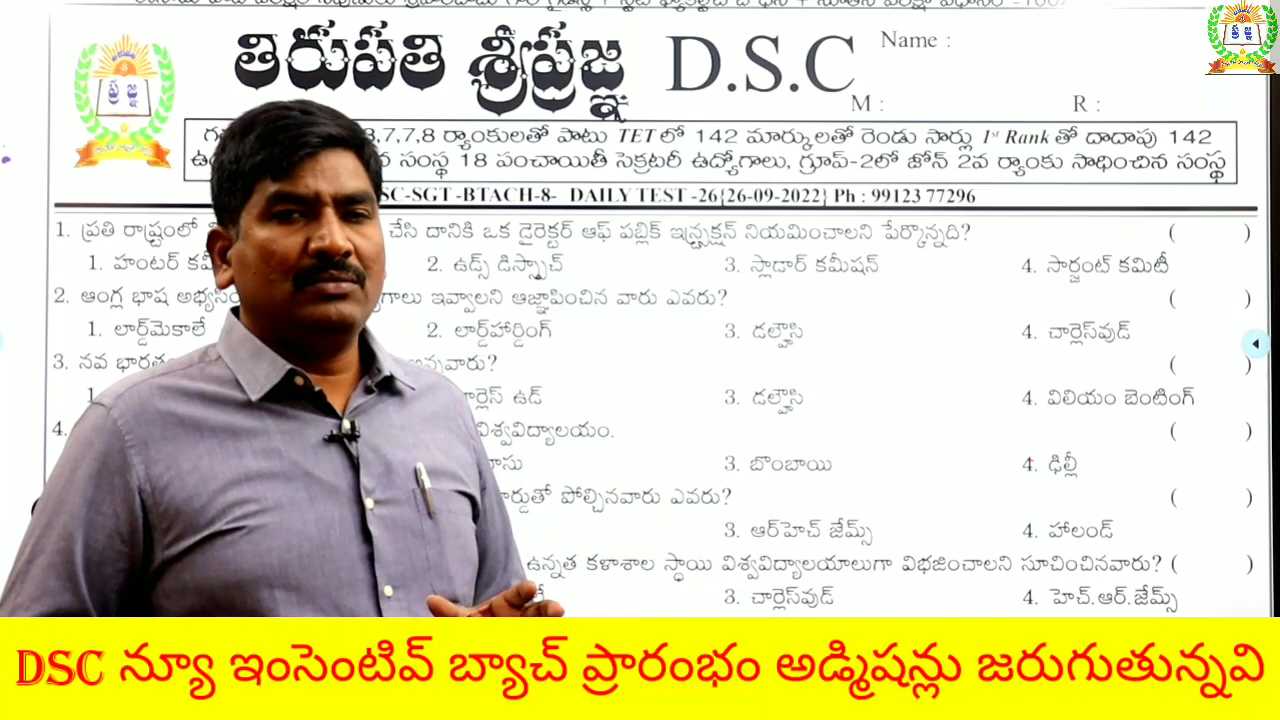 తిరుపతి శ్రీప్రజ్ఞ D.S.C Name :
M : R :
3,7,7,8 ర్యాంకులతో పాటు TET లో 142 మార్కులతో రెండు సార్లు 1st Rank తో దాదాపు 142
సంస్థ 18 పంచాయితీ సెక్రటరీ ఉద్యోగాలు, గ్రూప్-2లో జోన్ 2వ ర్యాంకు సాధించిన సంస్థ
SC-SGT -BTACH-8- DAILY TEST -26{26-09-2022} Ph : 99123 77296
1. ప్రతి రాష్ట్రంలో చేసి దానికి ఒక డైరెక్టర్ ఆఫ్ పబ్లిక్ ఇన్స్ట్రక్షన్ నియమించాలని పేర్కొన్నది? ( )
1. హంటర్ 2. ఉడ్స్ డిస్ప్యాచ్ 3. స్లాడార్ కమీషన్ 4. సార్జంట్ కమిటీ
2. ఆంగ్ల భాష ఇవ్వాలని ఆజ్ఞాపించిన వారు ఎవరు? ( )
1. లార్డ్‌మెకాలే 2. లార్డ్‌హార్డింగ్ 3. డల్హౌసి 4. చార్లెస్‌వుడ్
3. నవ అన్నవారు? ( )
ఉడ్ 3. డల్హౌసి 4. విలియం బెంటింగ్
4. విశ్వవిద్యాలయం. ( )
3. బొంబాయి 4. ఢిల్లీ
పోల్చినవారు ఎవరు? ( )
3. ఆర్‌హెచ్ జేమ్స్ 4. హాలండ్
ఉన్నత కళాశాల స్థాయి విశ్వవిద్యాలయాలుగా విభజించాలని సూచించినవారు? ( )
3. చార్లెస్‌వుడ్ 4. హెచ్.ఆర్.జేమ్స్
DSC న్యూ ఇంసెంటివ్ బ్యాచ్ ప్రారంభం అడ్మిషన్లు జరుగుతున్నవి